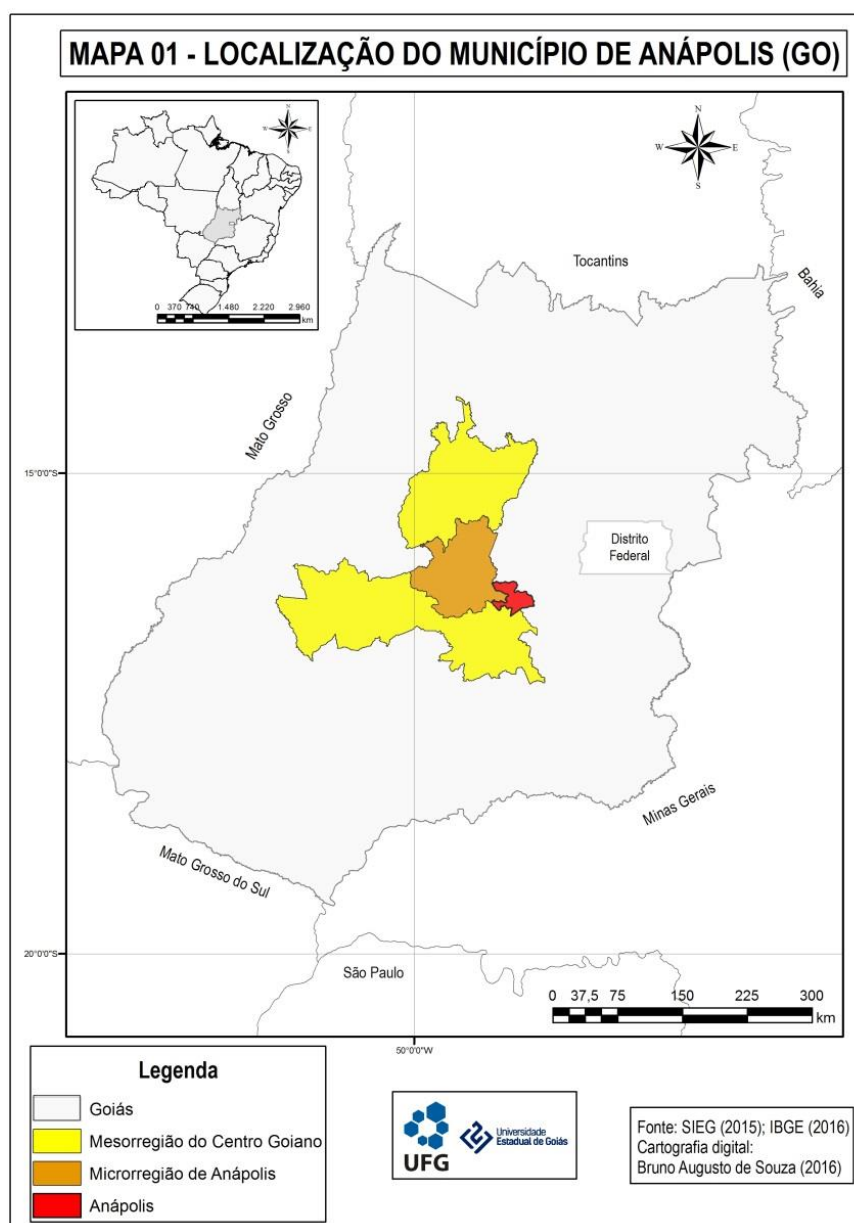 MAPA 01 - LOCALIZAÇÃO DO MUNICÍPIO DE ANÁPOLIS (GO)
N
W
E
S
0 370 740 1.480 2.220 2.960
km
N
W
E
S
Tocantins
Bahia
Mato Grosso
15°0'0"S
Distrito
Federal
Minas Gerais
Mato Grosso do Sul
20°0'0"S
São Paulo
0 37,5 75 150 225 300
km
50°0'0"W
Legenda
Goiás
Mesorregião do Centro Goiano
Microrregião de Anápolis
Anápolis
UFG
Universidade
Estadual de Goiás
Fonte: SIEG (2015); IBGE (2016)
Cartografia digital:
Bruno Augusto de Souza (2016)